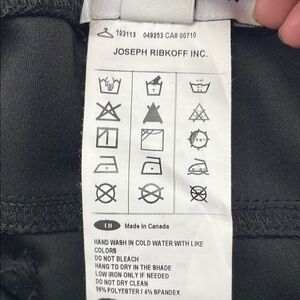 193113 049253 CA# 00710
JOSEPH RIBKOFF INC.
EN Made in Canada
HAND WASH IN COLD WATER WITH LIKE
COLORS
DO NOT BLEACH
HANG TO DRY IN THE SHADE
LOW IRON ONLY IF NEEDED
DO NOT DRY CLEAN
96% POLYESTER / 4% SPANDEX